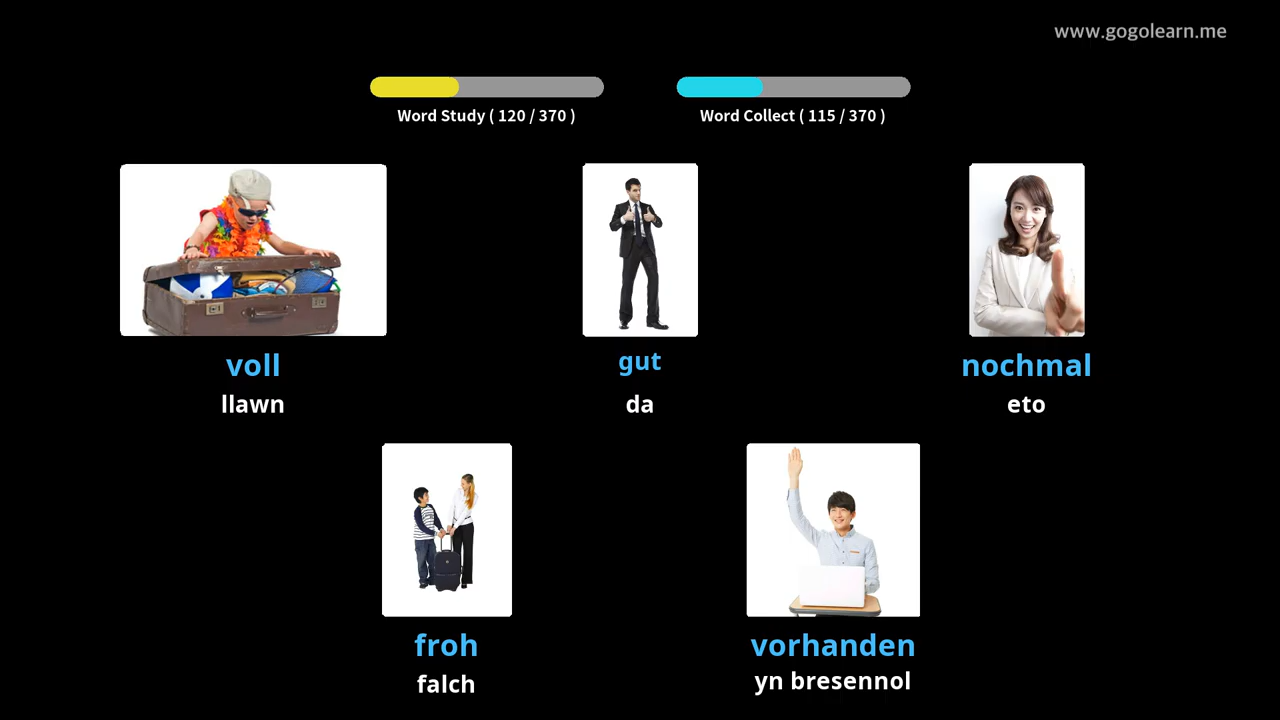 www.gogolearn.me
Word Study ( 120 / 370 )
Word Collect ( 115 / 370 )
voll
llawn
gut
da
nochmal
eto
froh
falch
vorhanden
yn bresennol